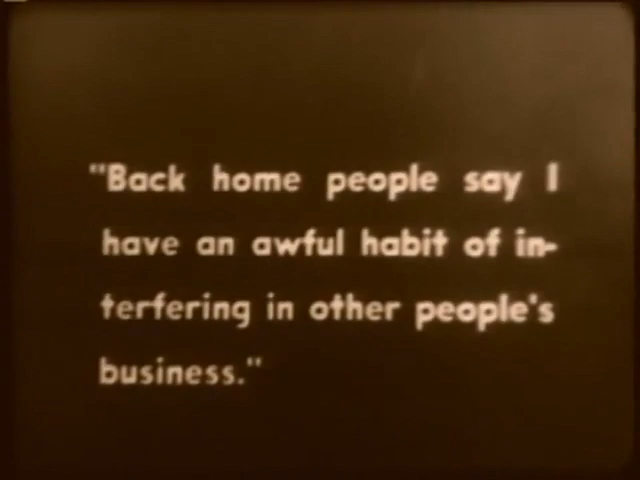 "Back home people say I
have an awful habit of in-
terfering in other people's
business."